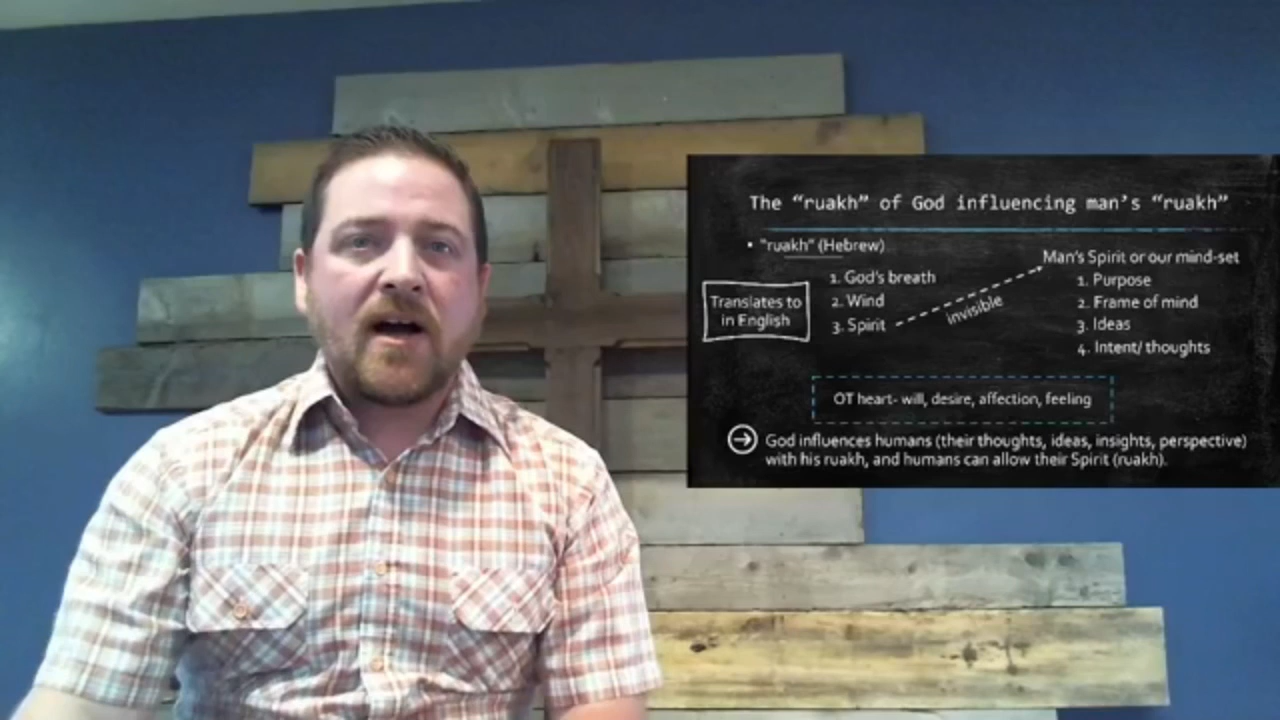 The “ruakh” of God influencing man’s “ruakh”
• "ruakh" (Hebrew)
Translates to
in English
1. God's breath
2. Wind
3. Spirit
invisible
Man's Spirit or our mind-set
1. Purpose
2. Frame of mind
3. Ideas
4. Intent/ thoughts
OT heart- will, desire, affection, feeling
God influences humans (their thoughts, ideas, insights, perspective)
with his ruakh, and humans can allow their Spirit (ruakh).